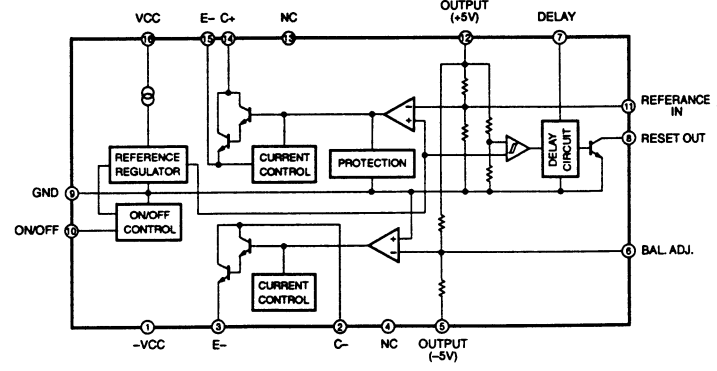 OUTPUT
(+5V)
VCC
E– C+
NC
DELAY
16
15
14
13
12
7
11
REFERANCE
IN
8
RESET OUT
REFERENCE
REGULATOR
CURRENT
CONTROL
PROTECTION
DELAY
CIRCUIT
GND
9
ON/OFF
10
ON/OFF
CONTROL
6
BAL. ADJ.
CURRENT
CONTROL
1
3
2
4
5
–VCC
E–
C–
NC
OUTPUT
(–5V)